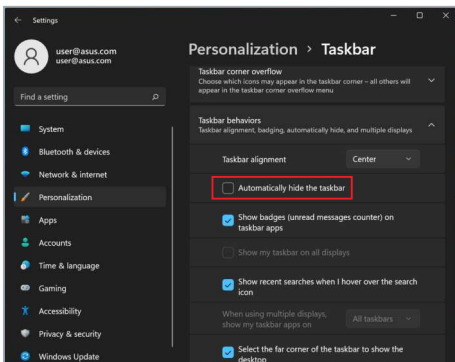 Settings
user@asus.com
user@asus.com
Find a setting
System
Bluetooth & devices
Network & internet
Personalization
Apps
Accounts
Time & language
Gaming
Accessibility
Privacy & security
Windows Update
Personalization > Taskbar
Taskbar corner overflow
Choose which icons may appear in the taskbar corner – all others will
appear in the taskbar corner overflow menu
Taskbar behaviors
Taskbar alignment, badging, automatically hide, and multiple displays
Taskbar alignment
Center
Automatically hide the taskbar
Show badges (unread messages counter) on
taskbar apps
Show my taskbar on all displays
Show recent searches when I hover over the search
icon
When using multiple displays,
show my taskbar apps on
All taskbars
Select the far corner of the taskbar to show the
desktop